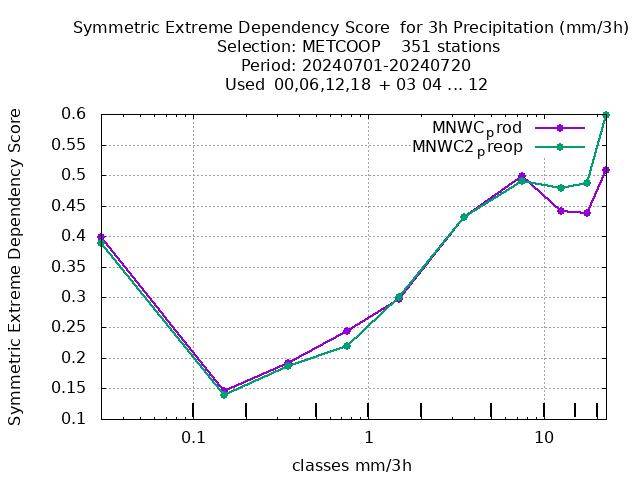 Symmetric Extreme Dependency Score  for 3h Precipitation (mm/3h)
Selection: METCOOP    351 stations
Period: 20240701-20240720
Used  00,06,12,18 + 03 04 ... 12
MNWC_prod
MNWC2_preop
Symmetric Extreme Dependency Score
0.6
0.55
0.5
0.45
0.4
0.35
0.3
0.25
0.2
0.15
0.1
0.1 1 10
classes mm/3h